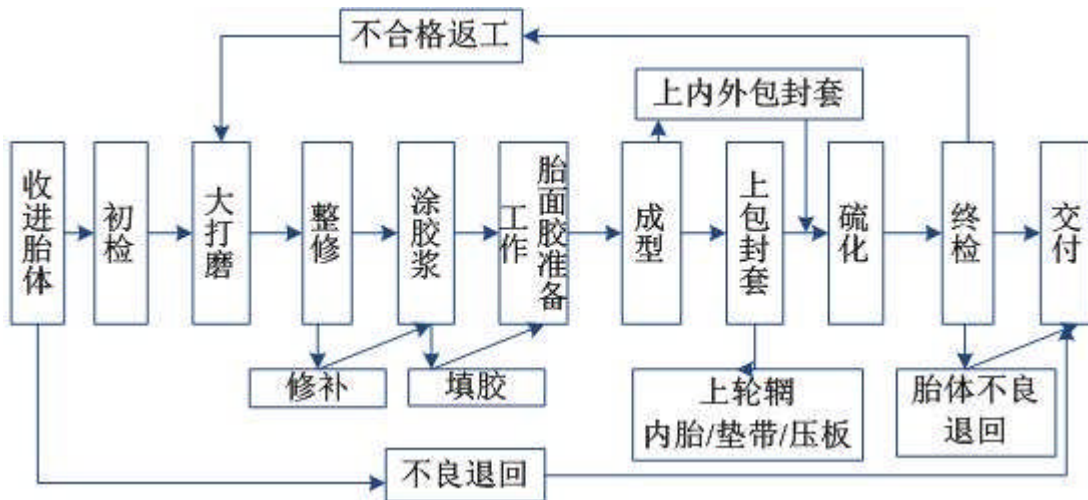 不合格返工
上内外包封套
收进胎体
初检
大打磨
整修
涂胶浆
胎面胶准备
工作
成型
上包封套
硫化
终检
交付
修补
填胶
上轮辋
内胎/垫带/压板
胎体不良
退回
不良退回